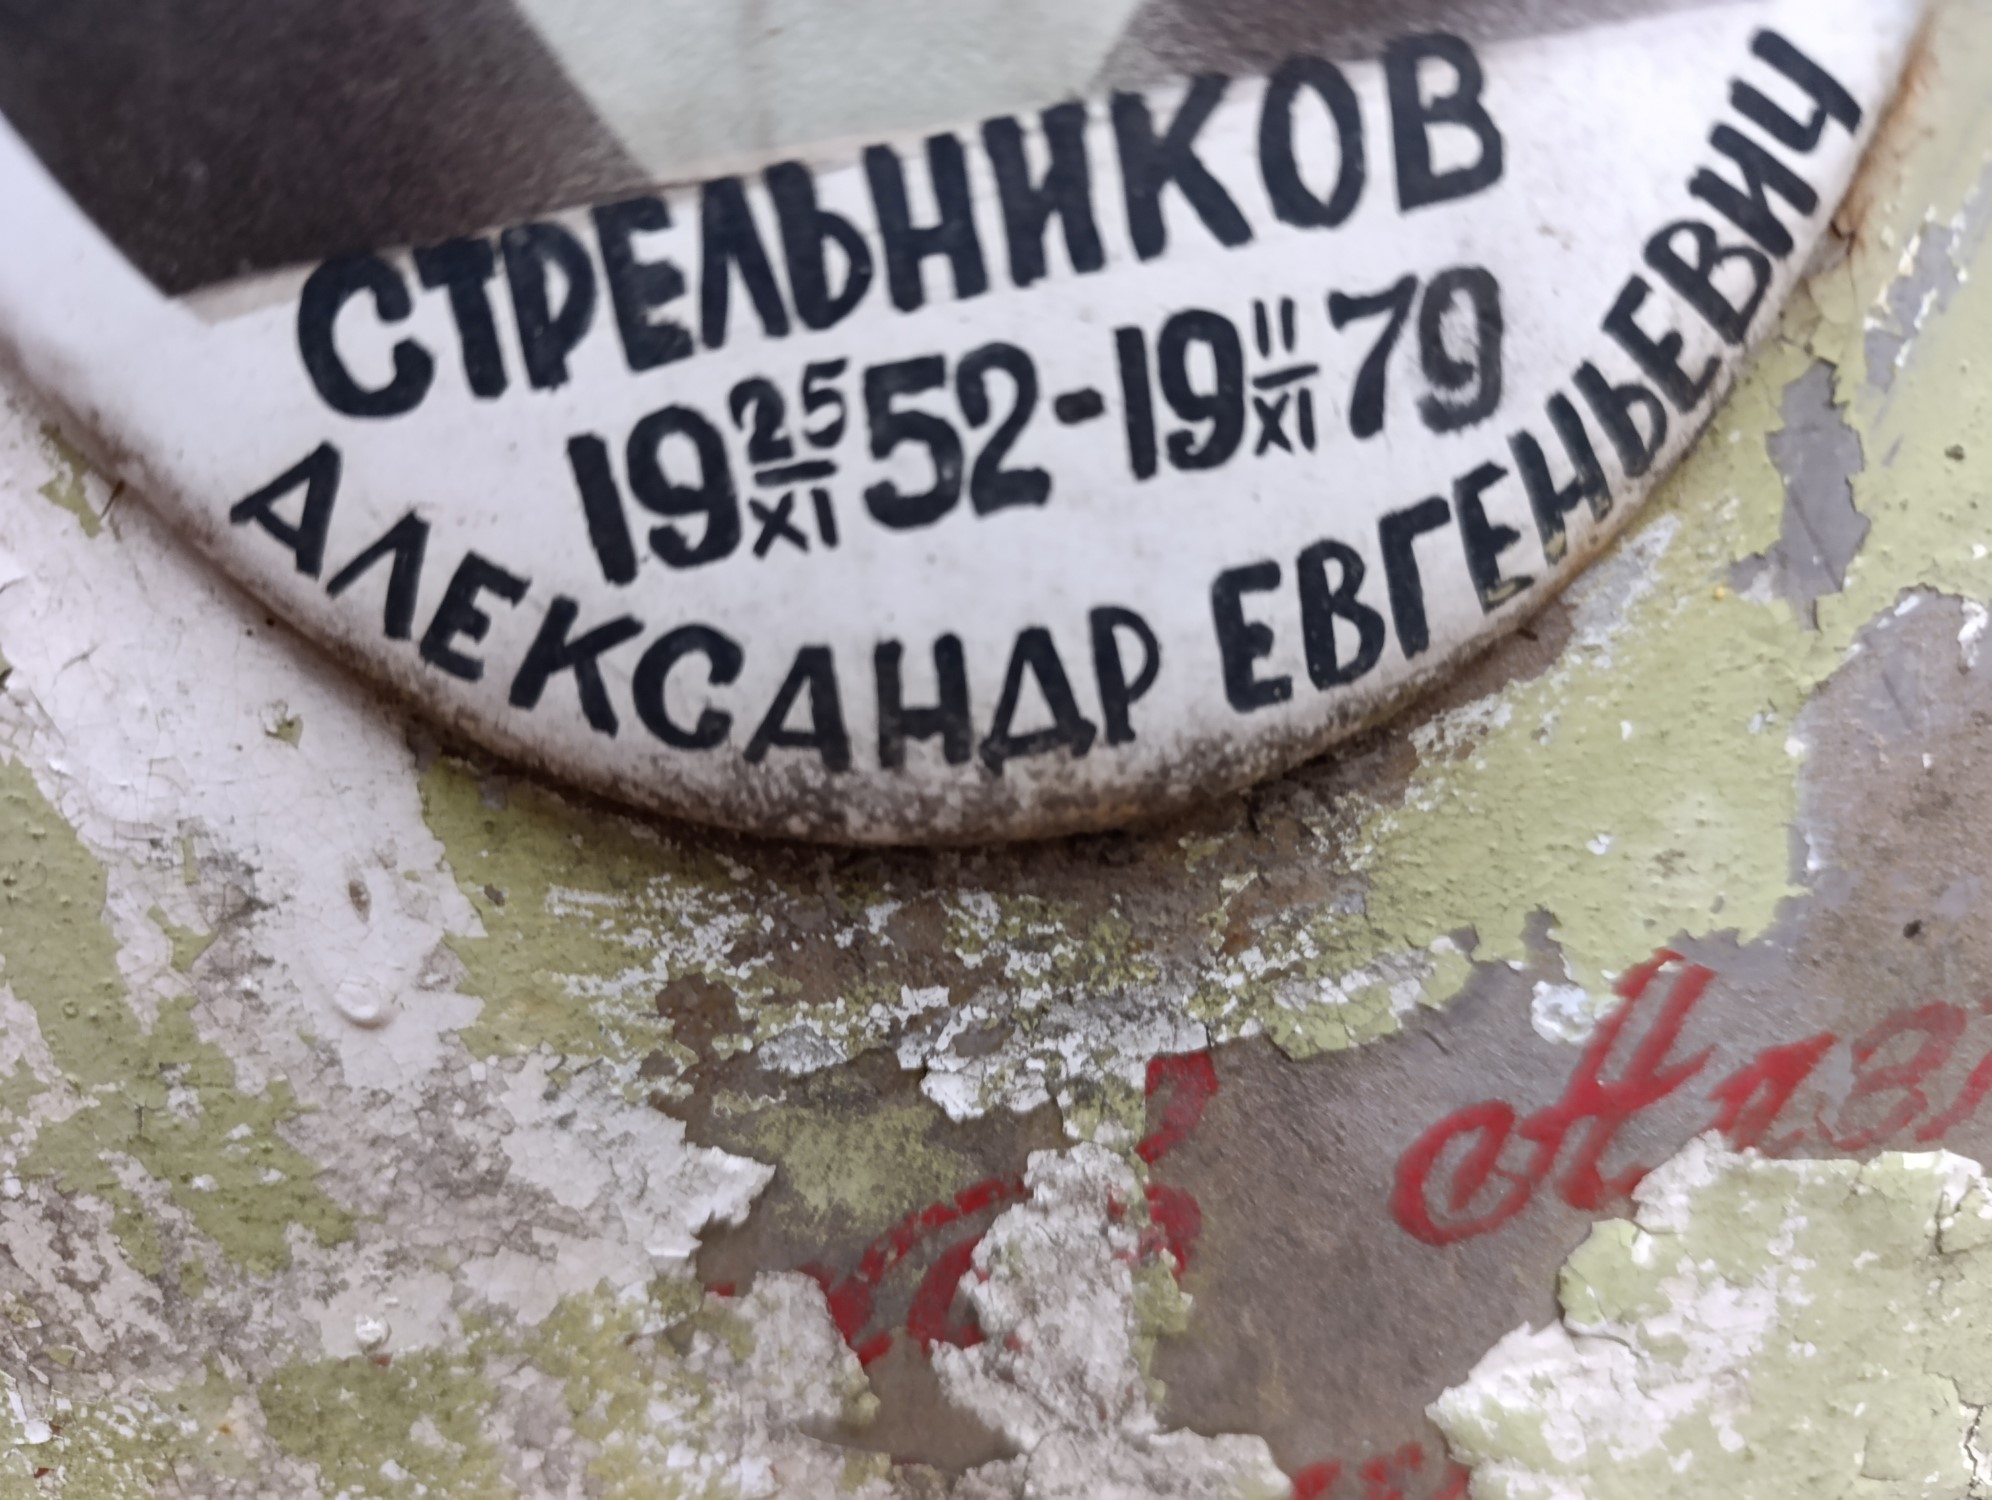 СТРЕЛЬНИКОВ
19 25/XI 52-19 11/XI 79
АЛЕКСАНДР ЕВГЕНЬЕВИЧ